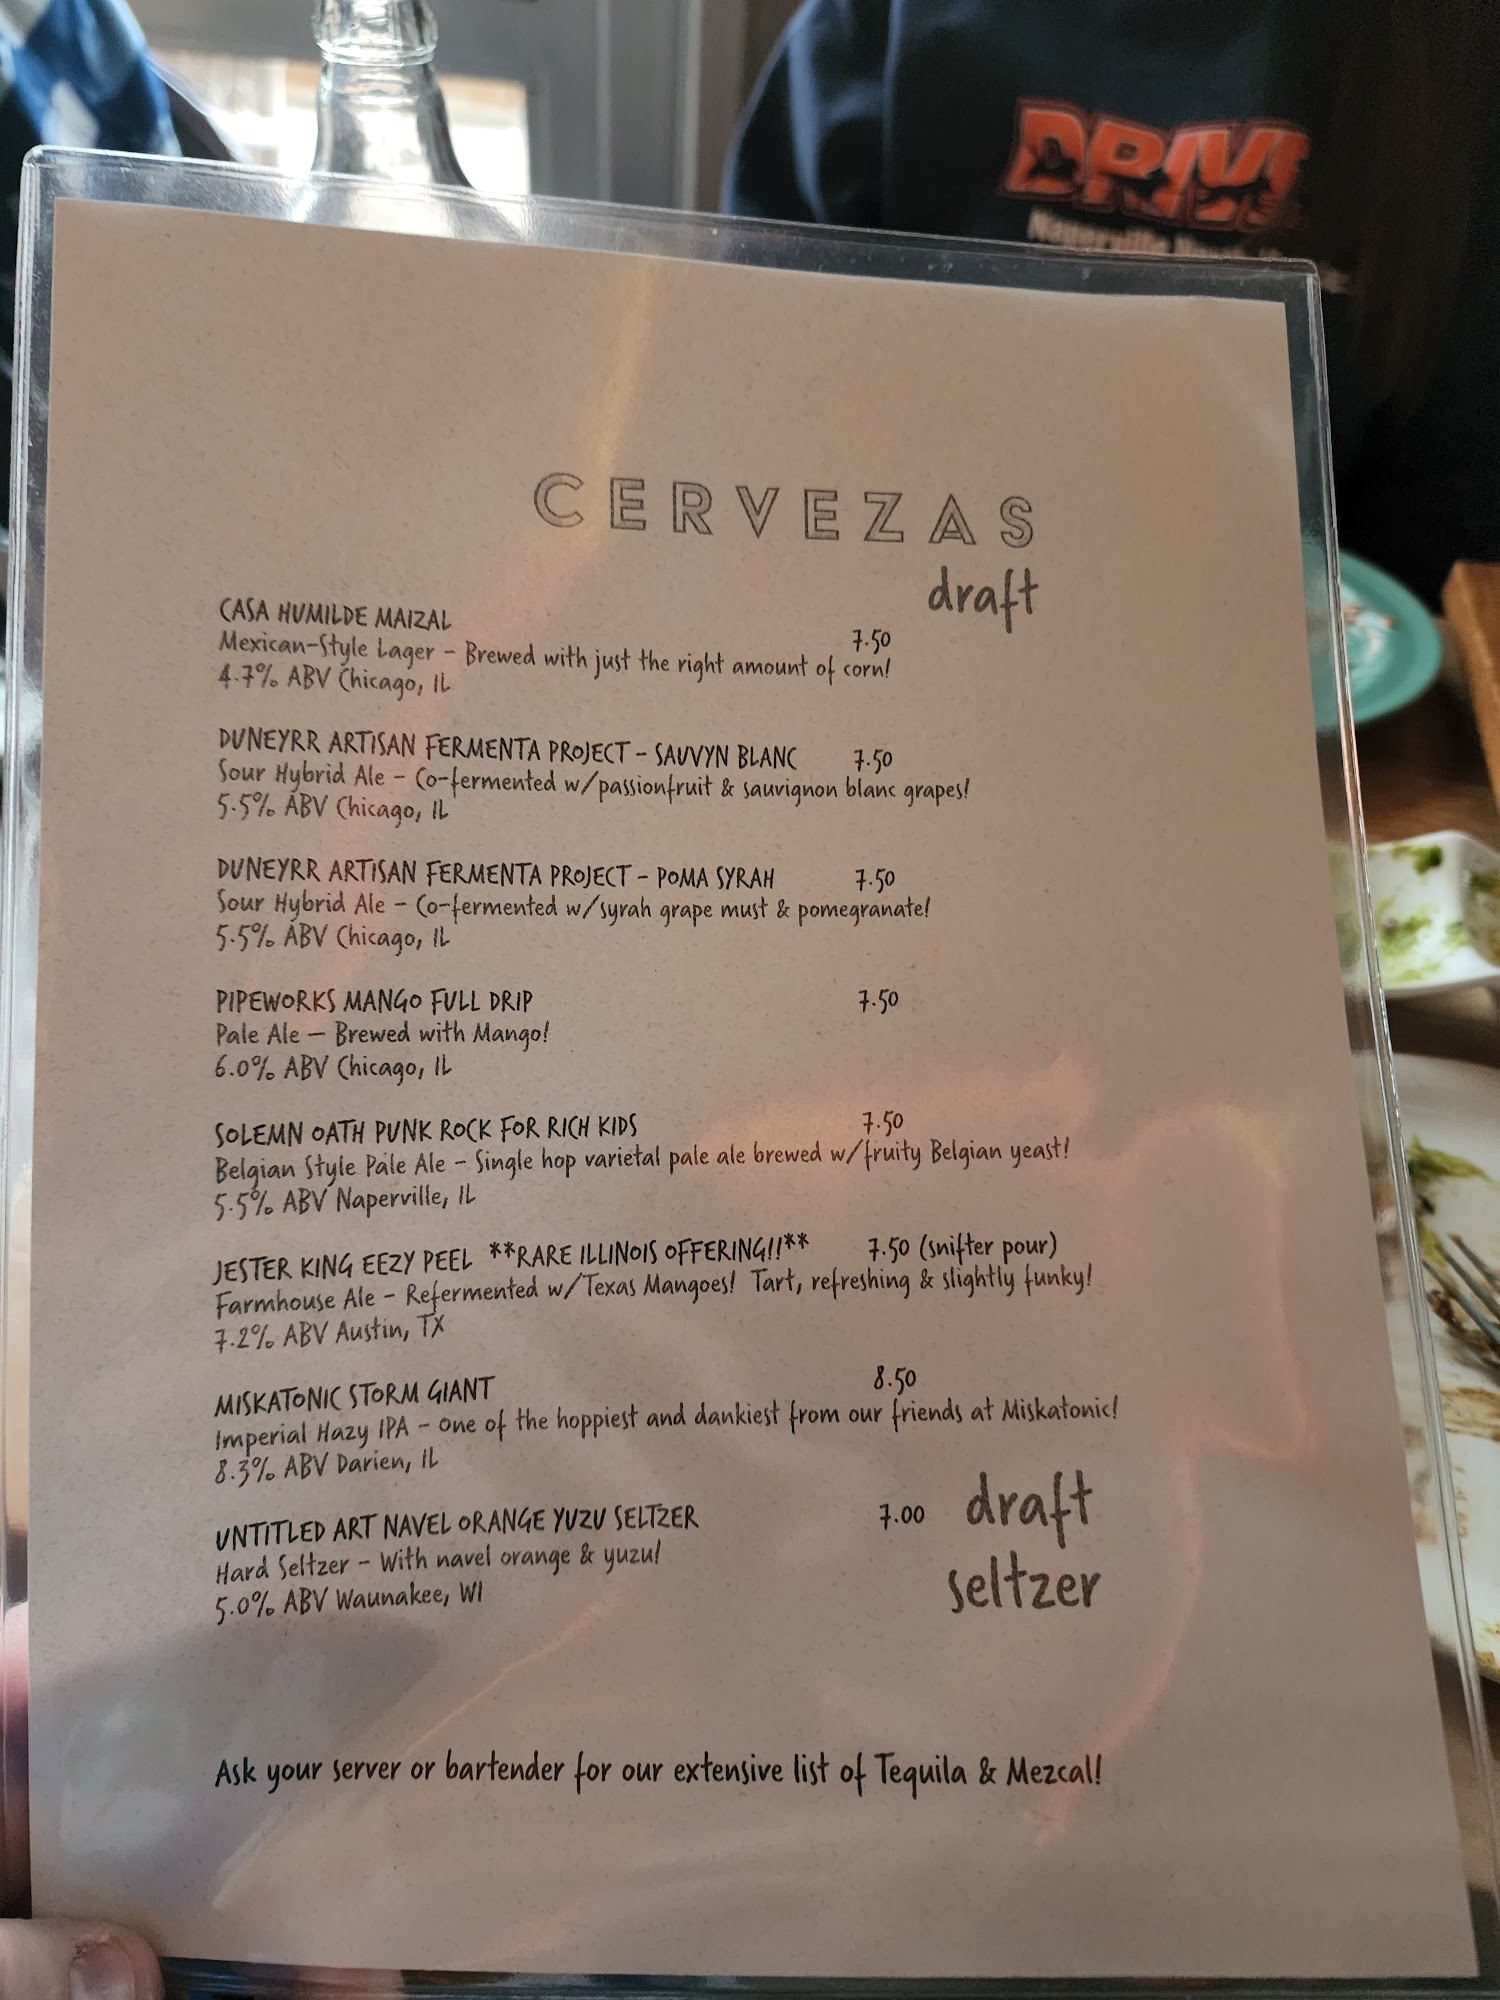 DRIVE
Naperville
CERVEZAS
draft
CASA HUMILDE MAIZAL 7.50
Mexican-Style Lager - Brewed with just the right amount of corn!
4.7% ABV Chicago, IL
DUNEYRR ARTISAN FERMENTA PROJECT - SAUVYN BLANC 7.50
Sour Hybrid Ale - Co-fermented w/passionfruit & sauvignon blanc grapes!
5.5% ABV Chicago, IL
DUNEYRR ARTISAN FERMENTA PROJECT - POMA SYRAH 7.50
Sour Hybrid Ale - Co-fermented w/syrah grape must & pomegranate!
5.5% ABV Chicago, IL
PIPEWORKS MANGO FULL DRIP 7.50
Pale Ale – Brewed with Mango!
6.0% ABV Chicago, IL
SOLEMN OATH PUNK ROCK FOR RICH KIDS 7.50
Belgian Style Pale Ale - Single hop varietal pale ale brewed w/fruity Belgian yeast!
5.5% ABV Naperville, IL
JESTER KING EEZY PEEL **RARE ILLINOIS OFFERING!!** 7.50 (snifter pour)
Farmhouse Ale - Refermented w/Texas Mangoes! Tart, refreshing & slightly funky!
7.2% ABV Austin, TX
MISKATONIC STORM GIANT 8.50
Imperial Hazy IPA - One of the hoppiest and dankiest from our friends at Miskatonic!
8.3% ABV Darien, IL
UNTITLED ART NAVEL ORANGE YUZU SELTZER 7.00
draft
seltzer
Hard Seltzer - With navel orange & yuzu!
5.0% ABV Waunakee, WI
Ask your server or bartender for our extensive list of Tequila & Mezcal!